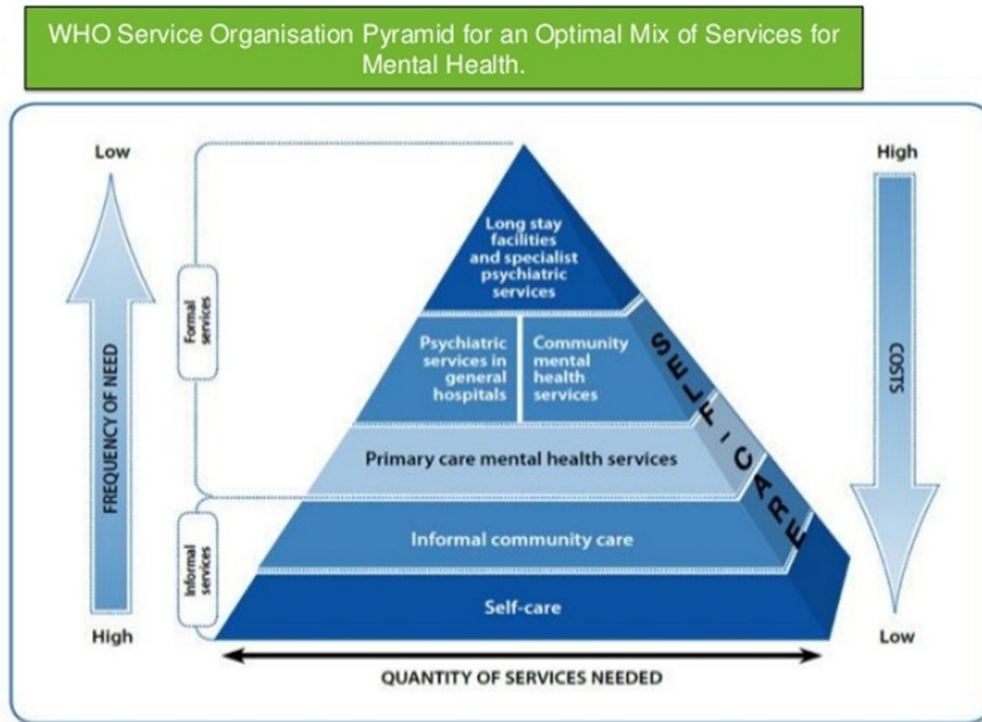 WHO Service Organisation Pyramid for an Optimal Mix of Services for
Mental Health.
Low
High
Long stay
facilities
and specialist
psychiatric
services
Formal
services
Psychiatric
services in
general
hospitals
Community
mental
health
services
SELF-CARE
FREQUENCY OF NEED
COSTS
Primary care mental health services
Informal community care
Informal
services
Self-care
High
Low
QUANTITY OF SERVICES NEEDED